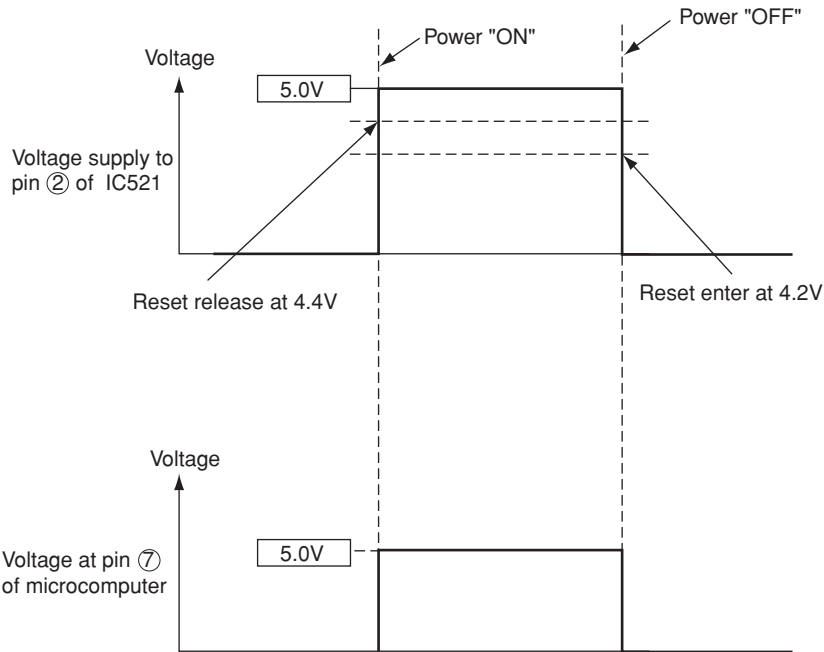 Power "ON"
Power "OFF"
Voltage
5.0V
Voltage supply to
pin ② of IC521
Reset release at 4.4V
Reset enter at 4.2V
Voltage
5.0V
Voltage at pin ⑦
of microcomputer